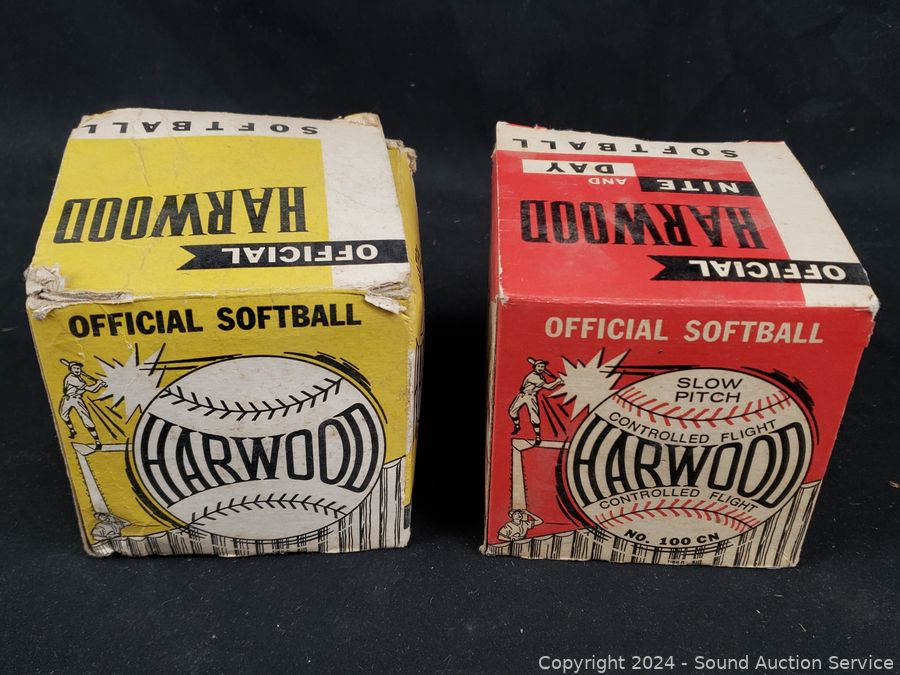 SOFTBALL
HARWOOD
OFFICIAL
OFFICIAL SOFTBALL
HARWOOD
SOFTBALL
NITE AND DAY
HARWOOD
OFFICIAL
OFFICIAL SOFTBALL
SLOW
PITCH
CONTROLLED FLIGHT
HARWOOD
CONTROLLED FLIGHT
NO. 100 CN
Copyright © 2024 - Sound Auction Service